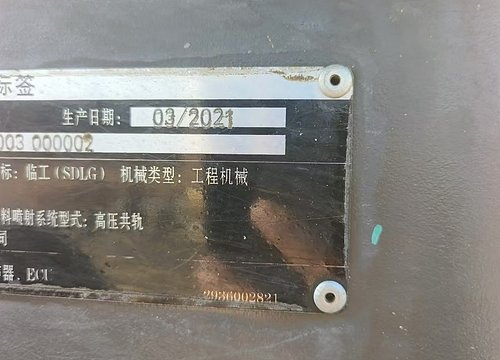 标签
生产日期: 03/2021
003 000002
标: 临工(SDLG) 机械类型: 工程机械
料喷射系统型式: 高压共轨
司
器, ECU
2936002821